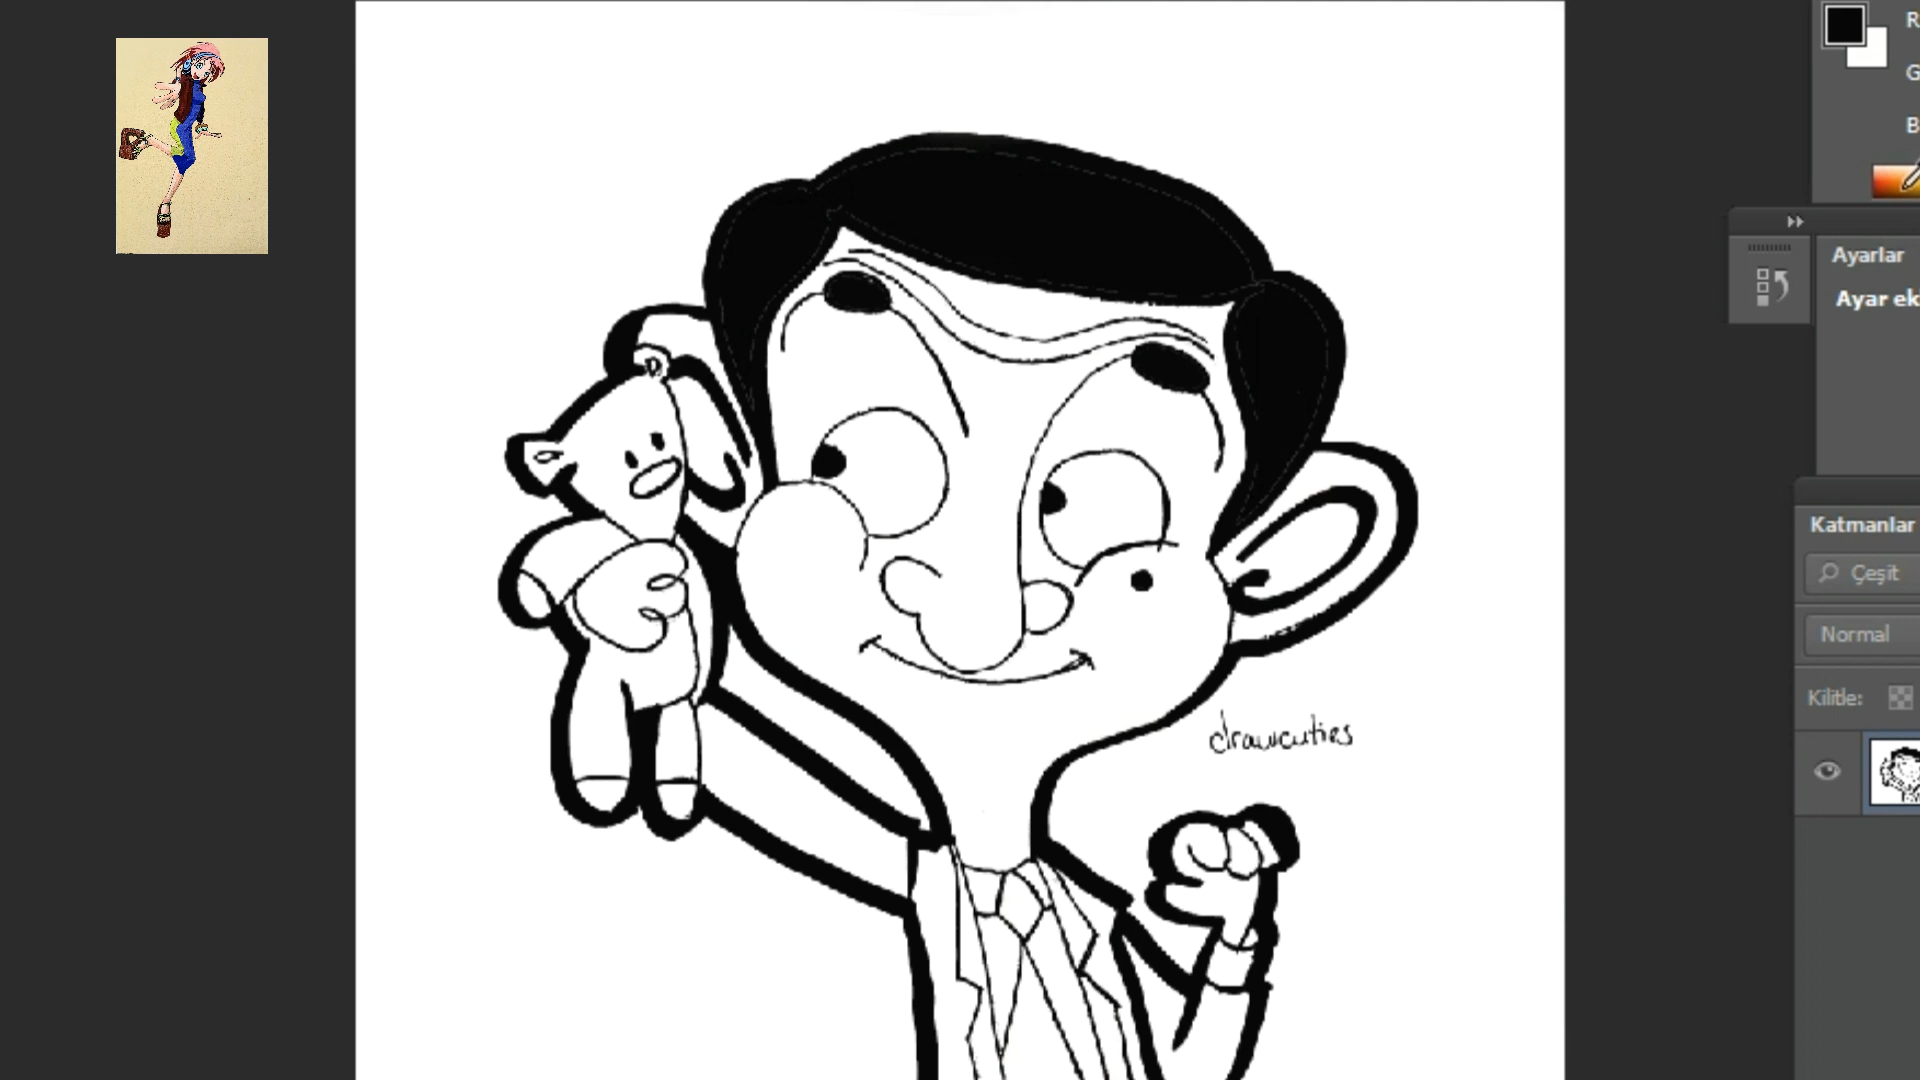 R
G
B
Ayarlar
Ayar ek
Katmanlar
Çeşit
Normal
Kilitle:
drawcuties